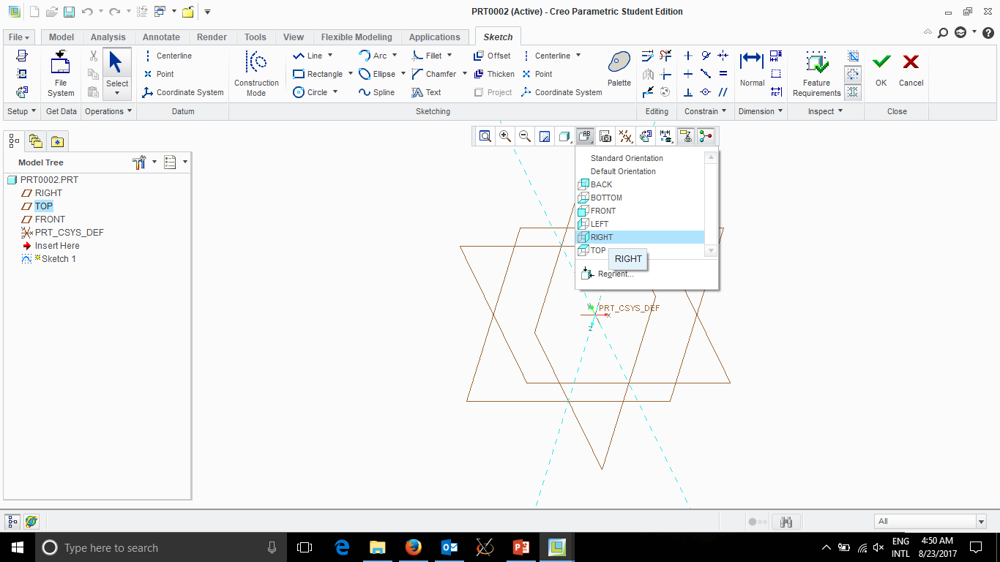 PRT0002 (Active) - Creo Parametric Student Edition
File Model Analysis Annotate Render Tools View Flexible Modeling Applications Sketch
Centerline Line Arc Fillet Offset Centerline
Point Rectangle Ellipse Chamfer Thicken Point
Coordinate System Circle Spline Text Project Coordinate System
File System
Select
Construction Mode
Palette
Normal
REF
Feature Requirements
OK
Cancel
Setup Get Data Operations Datum Sketching Editing Constrain Dimension Inspect Close
AB
Model Tree
PRT0002.PRT
RIGHT
TOP
FRONT
PRT_CSYS_DEF
Insert Here
Sketch 1
Standard Orientation
Default Orientation
BACK
BOTTOM
FRONT
LEFT
RIGHT
TOP
RIGHT
Reorient...
Y PRT_CSYS_DEF
X
Z
All
Type here to search
ENG 4:50 AM
INTL 8/23/2017